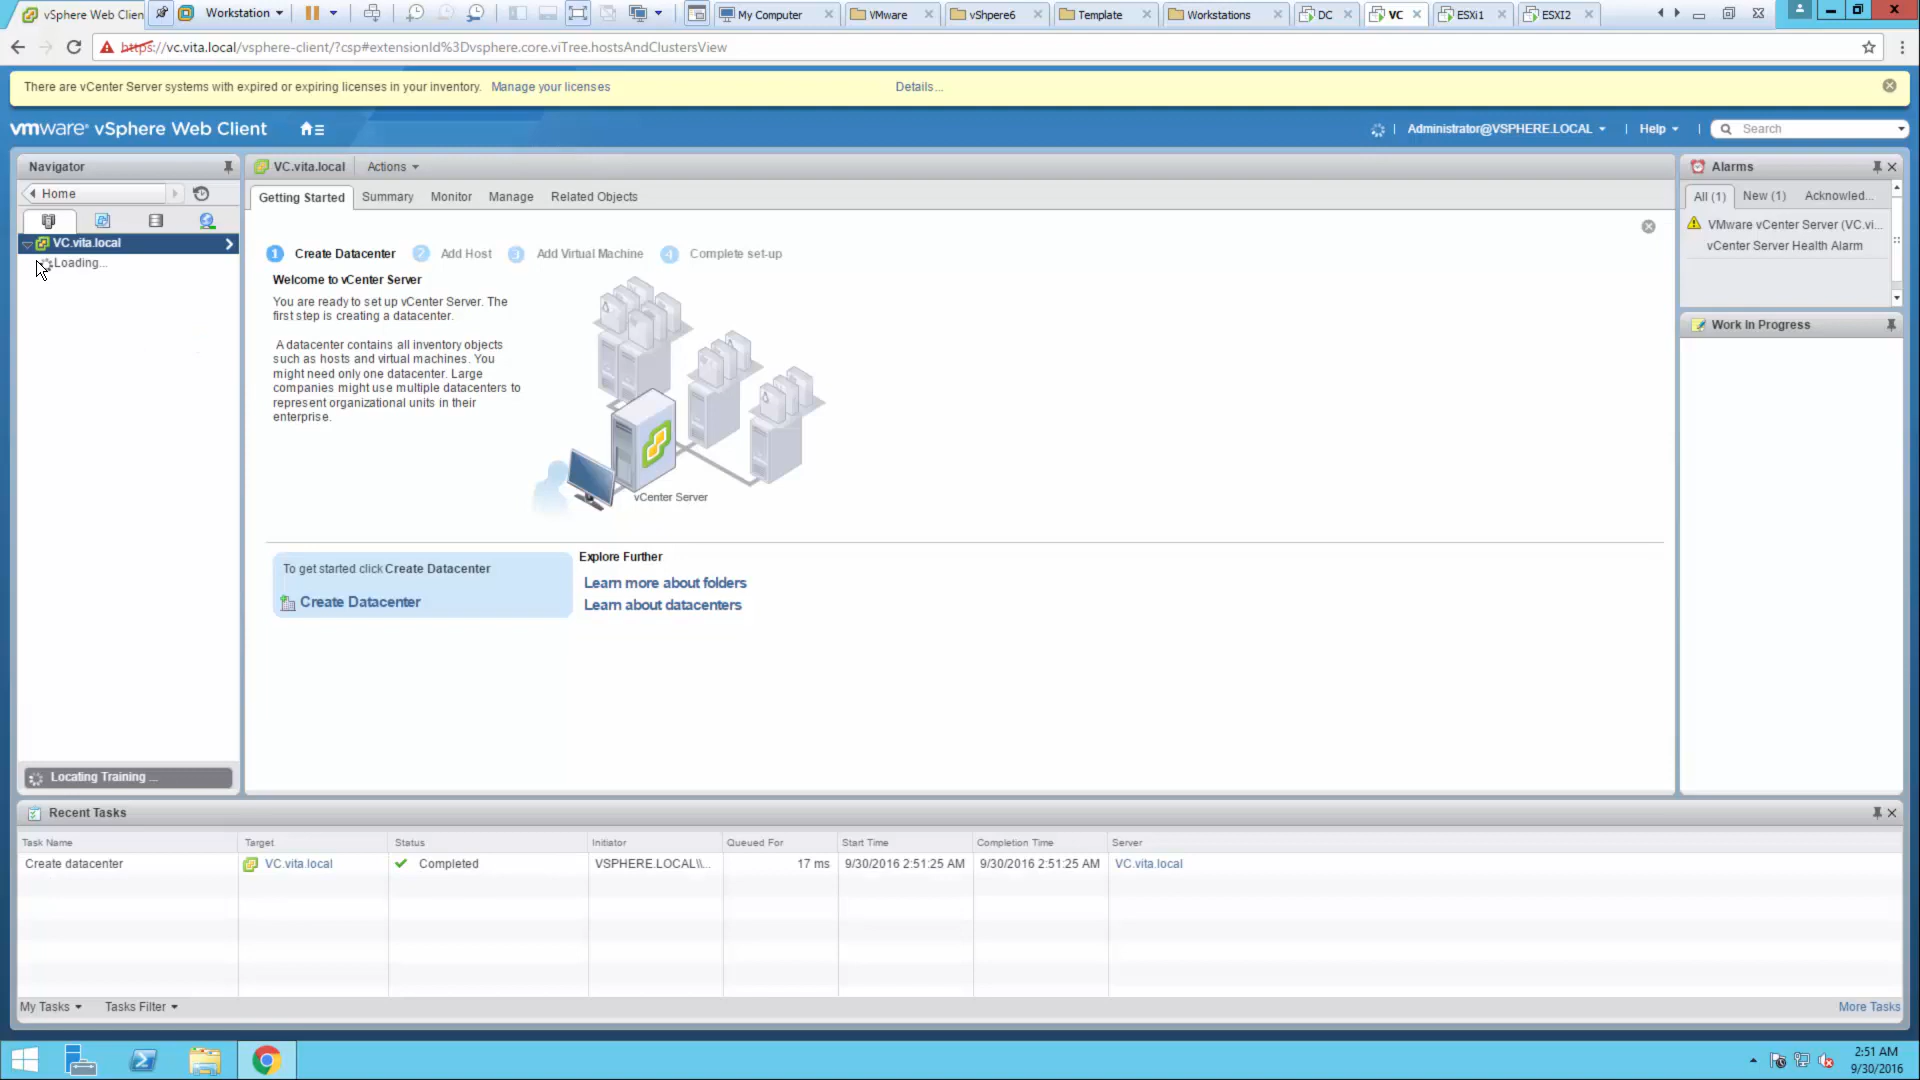 vSphere Web Clien
Workstation
My Computer
VMware
vShpere6
Template
Workstations
DC
VC
ESXi1
ESXI2
https://vc.vita.local/vsphere-client/?csp#extensionId%3Dvsphere.core.viTree.hostsAndClustersView
There are vCenter Server systems with expired or expiring licenses in your inventory. Manage your licenses Details...
vmware® vSphere Web Client
Administrator@VSPHERE.LOCAL
Help
Search
Navigator
Home
VC.vita.local
Loading...
Locating Training ...
VC.vita.local
Actions
Getting Started
Summary
Monitor
Manage
Related Objects
1 Create Datacenter 2 Add Host 3 Add Virtual Machine 4 Complete set-up
Welcome to vCenter Server
You are ready to set up vCenter Server. The
first step is creating a datacenter.
A datacenter contains all inventory objects
such as hosts and virtual machines. You
might need only one datacenter. Large
companies might use multiple datacenters to
represent organizational units in their
enterprise.
vCenter Server
To get started click Create Datacenter
Create Datacenter
Explore Further
Learn more about folders
Learn about datacenters
Alarms
All (1)
New (1)
Acknowled...
VMware vCenter Server (VC.vi...
vCenter Server Health Alarm
Work In Progress
Recent Tasks
Task Name Target Status Initiator Queued For Start Time Completion Time Server
Create datacenter VC.vita.local Completed VSPHERE.LOCAL\\... 17 ms 9/30/2016 2:51:25 AM 9/30/2016 2:51:25 AM VC.vita.local
My Tasks
Tasks Filter
More Tasks
2:51 AM
9/30/2016